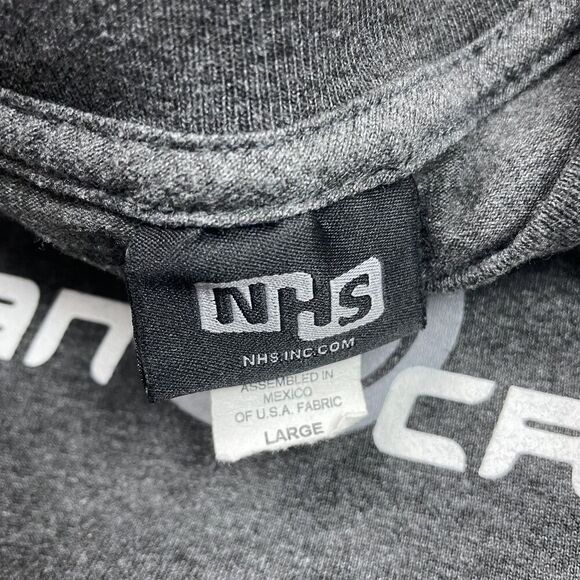 NHS
NHS.INC.COM
ASSEMBLED IN
MEXICO
OF U.S.A. FABRIC
LARGE